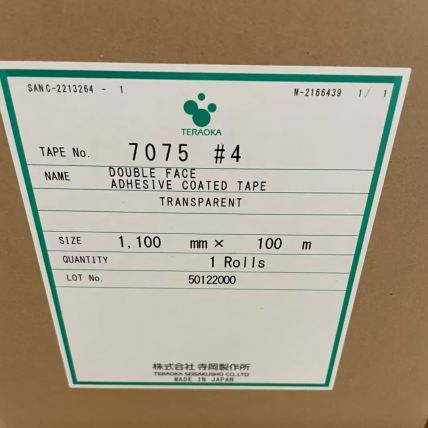 SANC-2213264 - 1 M-2166439 1/ 1
TERAOKA
TAPE No. 7075 #4
NAME DOUBLE FACE
ADHESIVE COATED TAPE
TRANSPARENT
SIZE 1,100 mm × 100 m
QUANTITY 1 Rolls
LOT No. 50122000
株式会社 寺岡製作所
TERAOKA SEISAKUSHO CO.,LTD
MADE IN JAPAN